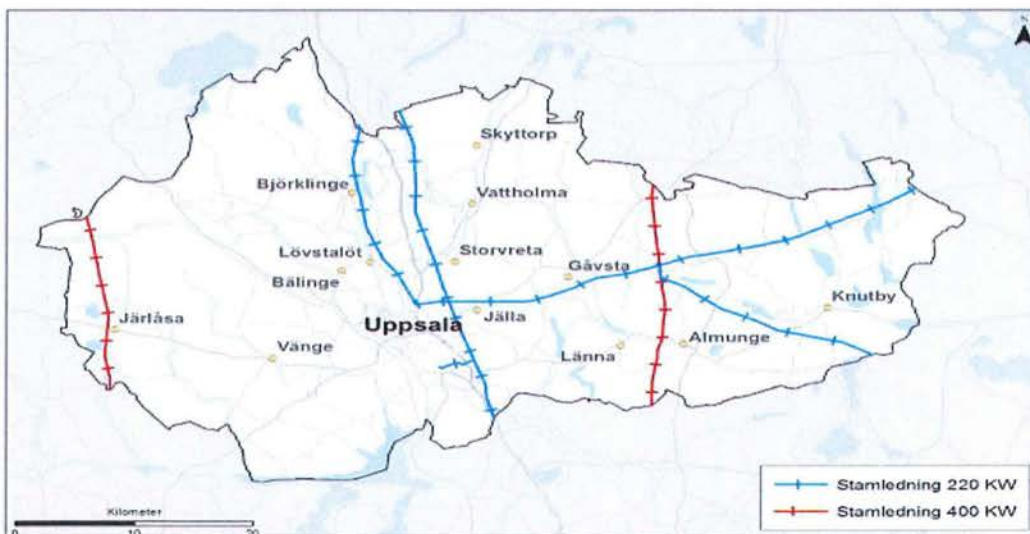 Skyttorp
Björklinge
Vattholma
Lövstalöt
Storvreta
Bälinge
Gåvsta
Knutby
Järlåsa
Uppsala
Jälla
Vänge
Länna
Almunge
Kilometer
0 10 20
Stamledning 220 KW
Stamledning 400 KW